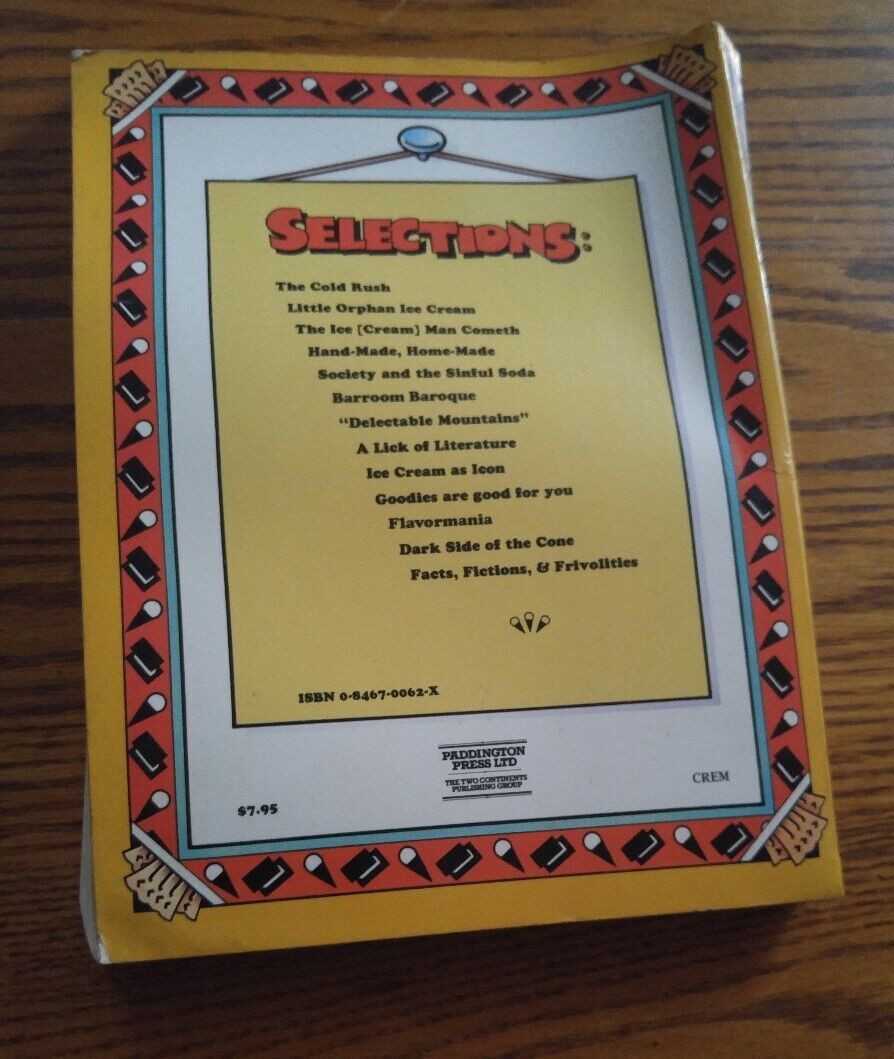 SELECTIONS:
The Cold Rush
Little Orphan Ice Cream
The Ice [Cream] Man Cometh
Hand-Made, Home-Made
Society and the Sinful Soda
Barroom Baroque
“Delectable Mountains”
A Lick of Literature
Ice Cream as Icon
Goodies are good for you
Flavormania
Dark Side of the Cone
Facts, Fictions, & Frivolities
ISBN 0-8467-0062-X
PADDINGTON
PRESS LTD
THE TWO CONTINENTS
PUBLISHING GROUP
CREM
$7.95